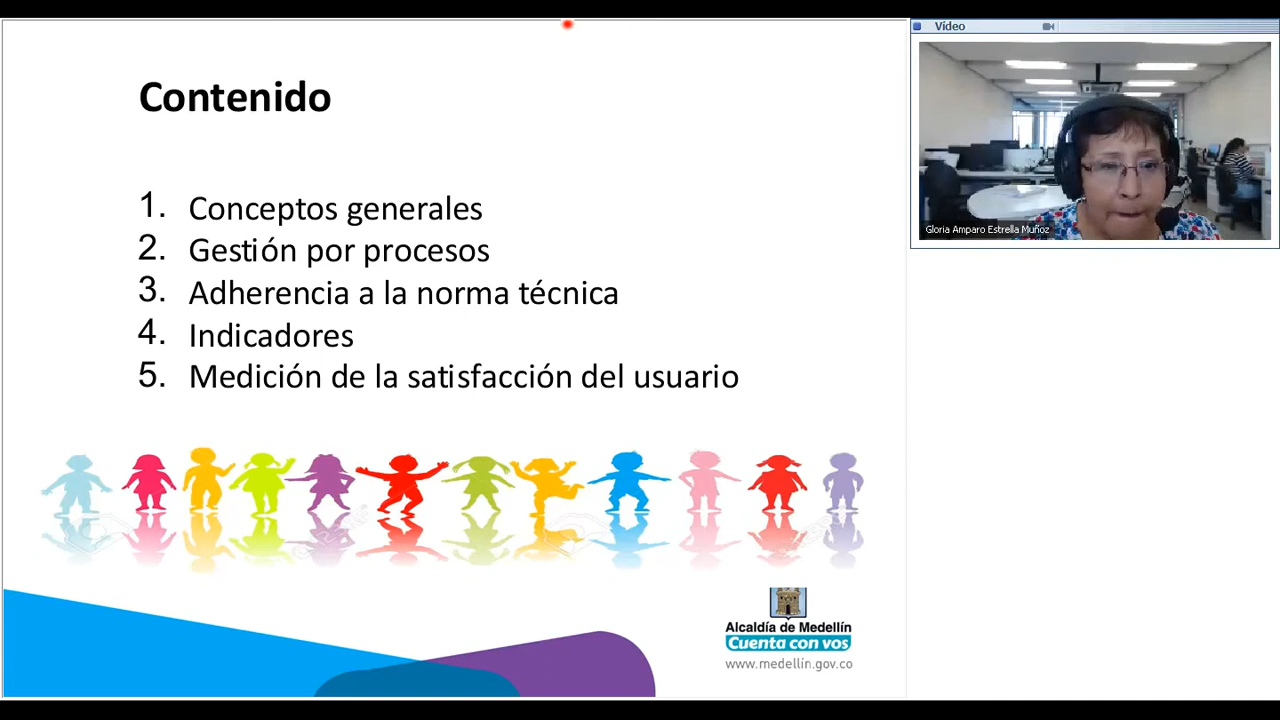 Contenido
1. Conceptos generales
2. Gestión por procesos
3. Adherencia a la norma técnica
4. Indicadores
5. Medición de la satisfacción del usuario
Alcaldía de Medellín
Cuenta con vos
www.medellín.gov.co
Vídeo
Gloria Amparo Estrella Muñoz